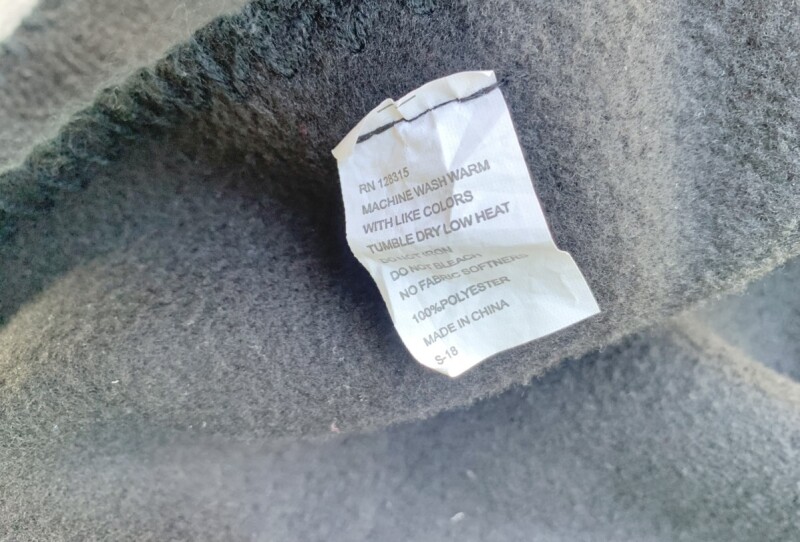 RN 128315
MACHINE WASH WARM
WITH LIKE COLORS
TUMBLE DRY LOW HEAT
DO NOT IRON
DO NOT BLEACH
NO FABRIC SOFTNERS
100%POLYESTER
MADE IN CHINA
S-18